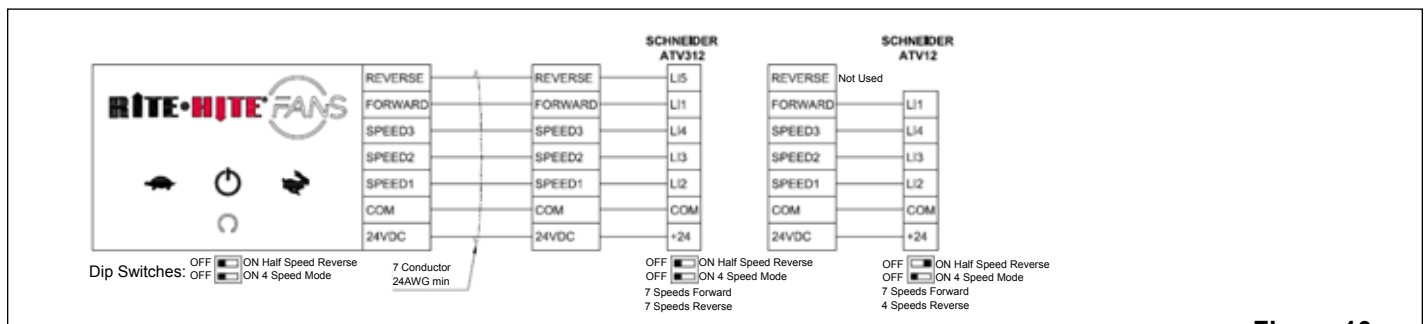 SCHNEIDER
ATV312
SCHNEIDER
ATV12
RITE•HITE® FANS
REVERSE
FORWARD
SPEED3
SPEED2
SPEED1
COM
24VDC
REVERSE
FORWARD
SPEED3
SPEED2
SPEED1
COM
24VDC
LI5
LI1
LI4
LI3
LI2
COM
+24
REVERSE Not Used
FORWARD
SPEED3
SPEED2
SPEED1
COM
24VDC
LI1
LI4
LI3
LI2
COM
+24
Dip Switches: OFF ON Half Speed Reverse
OFF ON 4 Speed Mode
7 Conductor
24AWG min
OFF ON Half Speed Reverse
OFF ON 4 Speed Mode
7 Speeds Forward
7 Speeds Reverse
OFF ON Half Speed Reverse
OFF ON 4 Speed Mode
7 Speeds Forward
4 Speeds Reverse